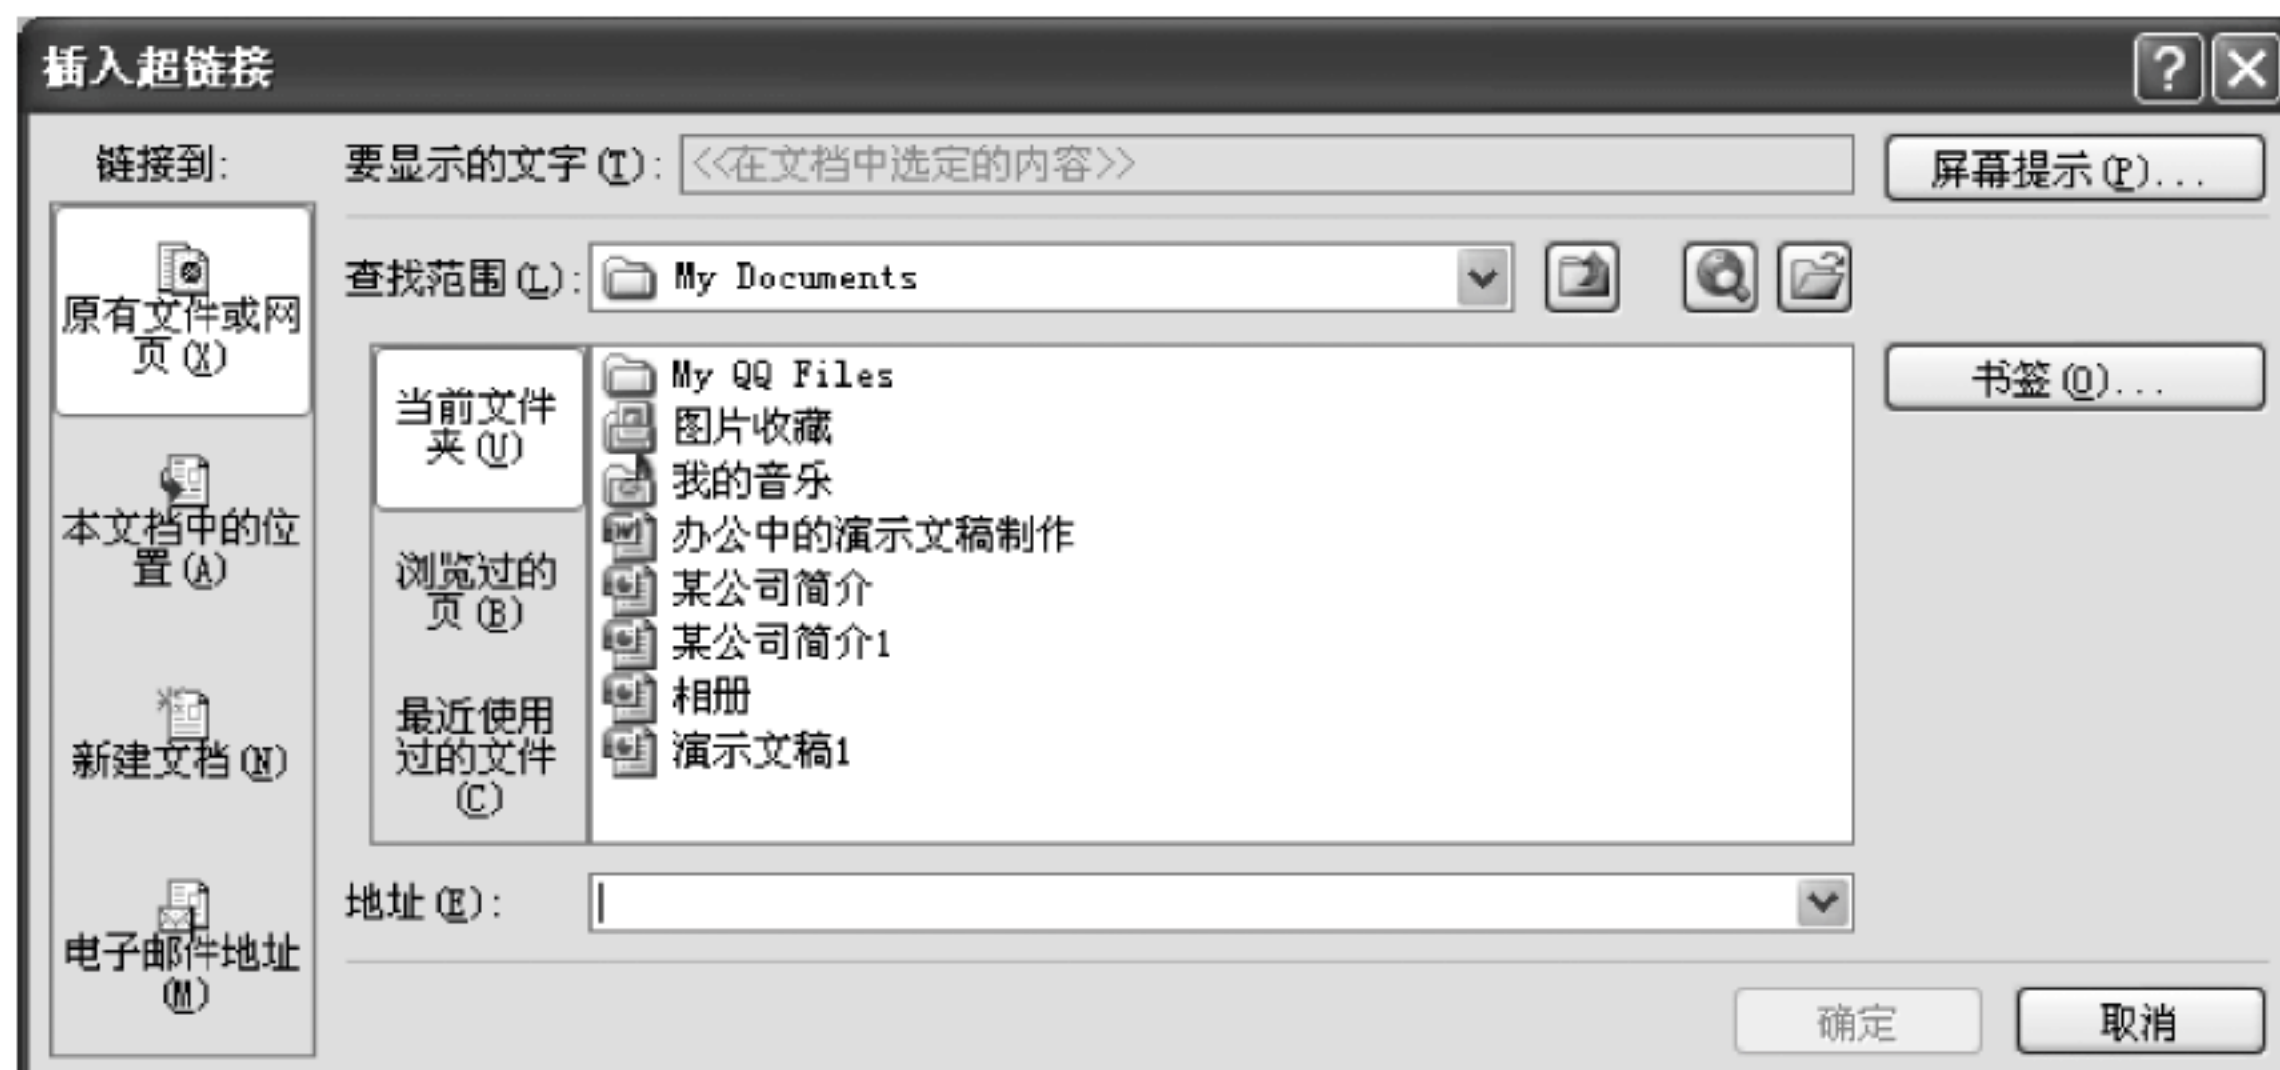 插入超链接
链接到:
要显示的文字(T): <<在文档中选定的内容>>
屏幕提示(P)...
原有文件或网
页(X)
本文档中的位
置(A)
新建文档(N)
电子邮件地址
(M)
查找范围(L): My Documents
当前文件
夹(U)
浏览过的
页(B)
最近使用
过的文件
(C)
My QQ Files
图片收藏
我的音乐
办公中的演示文稿制作
某公司简介
某公司简介1
相册
演示文稿1
书签(O)...
地址(E):
确定
取消